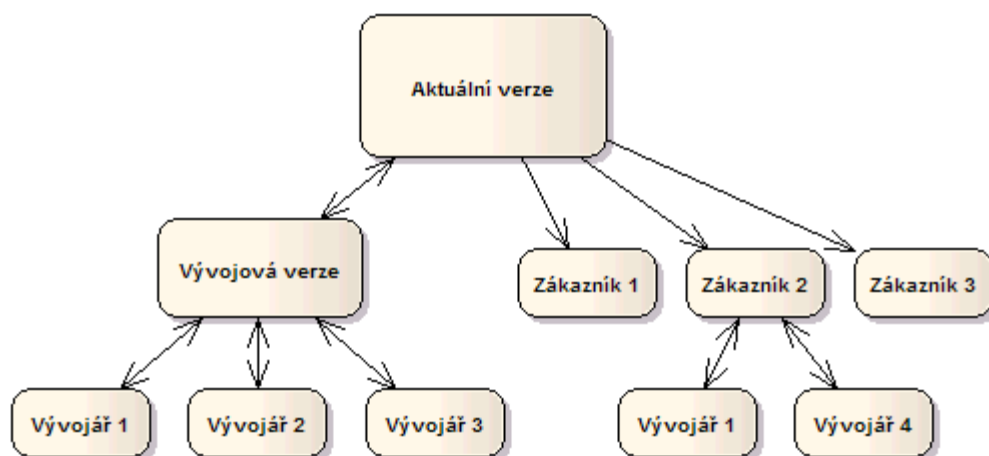 Aktuální verze
Vývojová verze
Zákazník 1
Zákazník 2
Zákazník 3
Vývojář 1
Vývojář 2
Vývojář 3
Vývojář 1
Vývojář 4